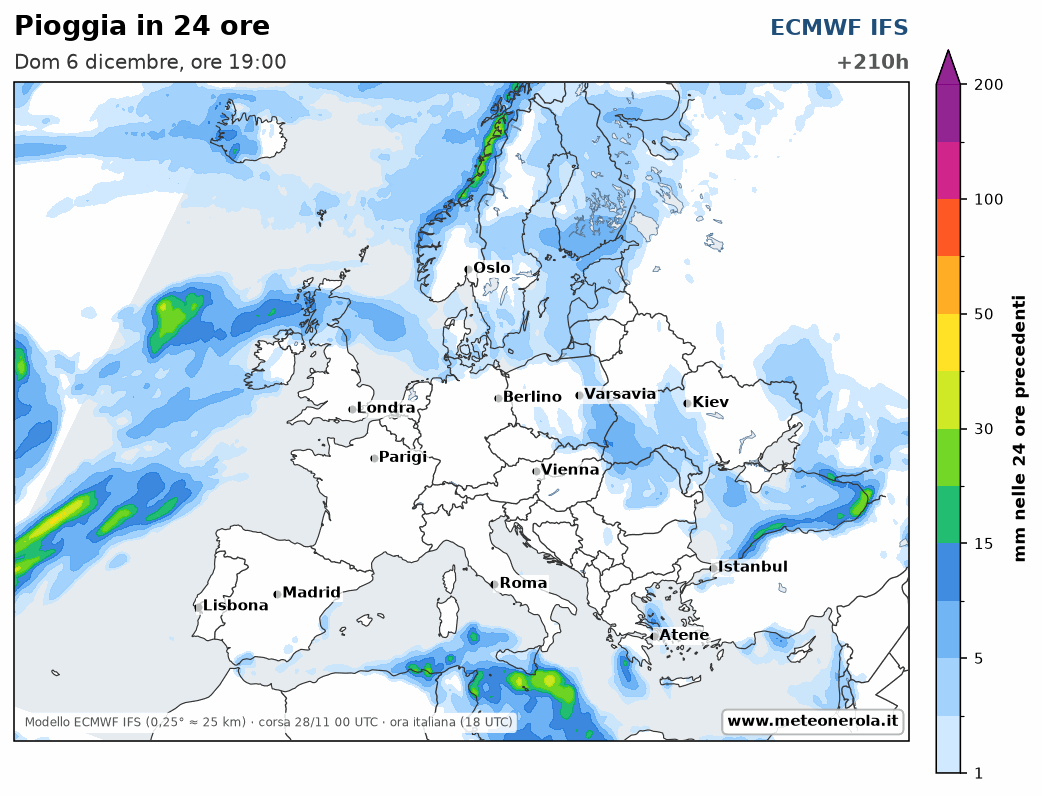 Pioggia in 24 ore
ECMWF IFS
Dom 6 dicembre, ore 19:00
+210h
200
100
50
30
15
5
1
mm nelle 24 ore precedenti
Oslo
Berlino
Varsavia
Kiev
Londra
Parigi
Vienna
Istanbul
Roma
Madrid
Lisbona
Atene
Modello ECMWF IFS (0,25° ≈ 25 km) · corsa 28/11 00 UTC · ora italiana (18 UTC)
www.meteonerola.it